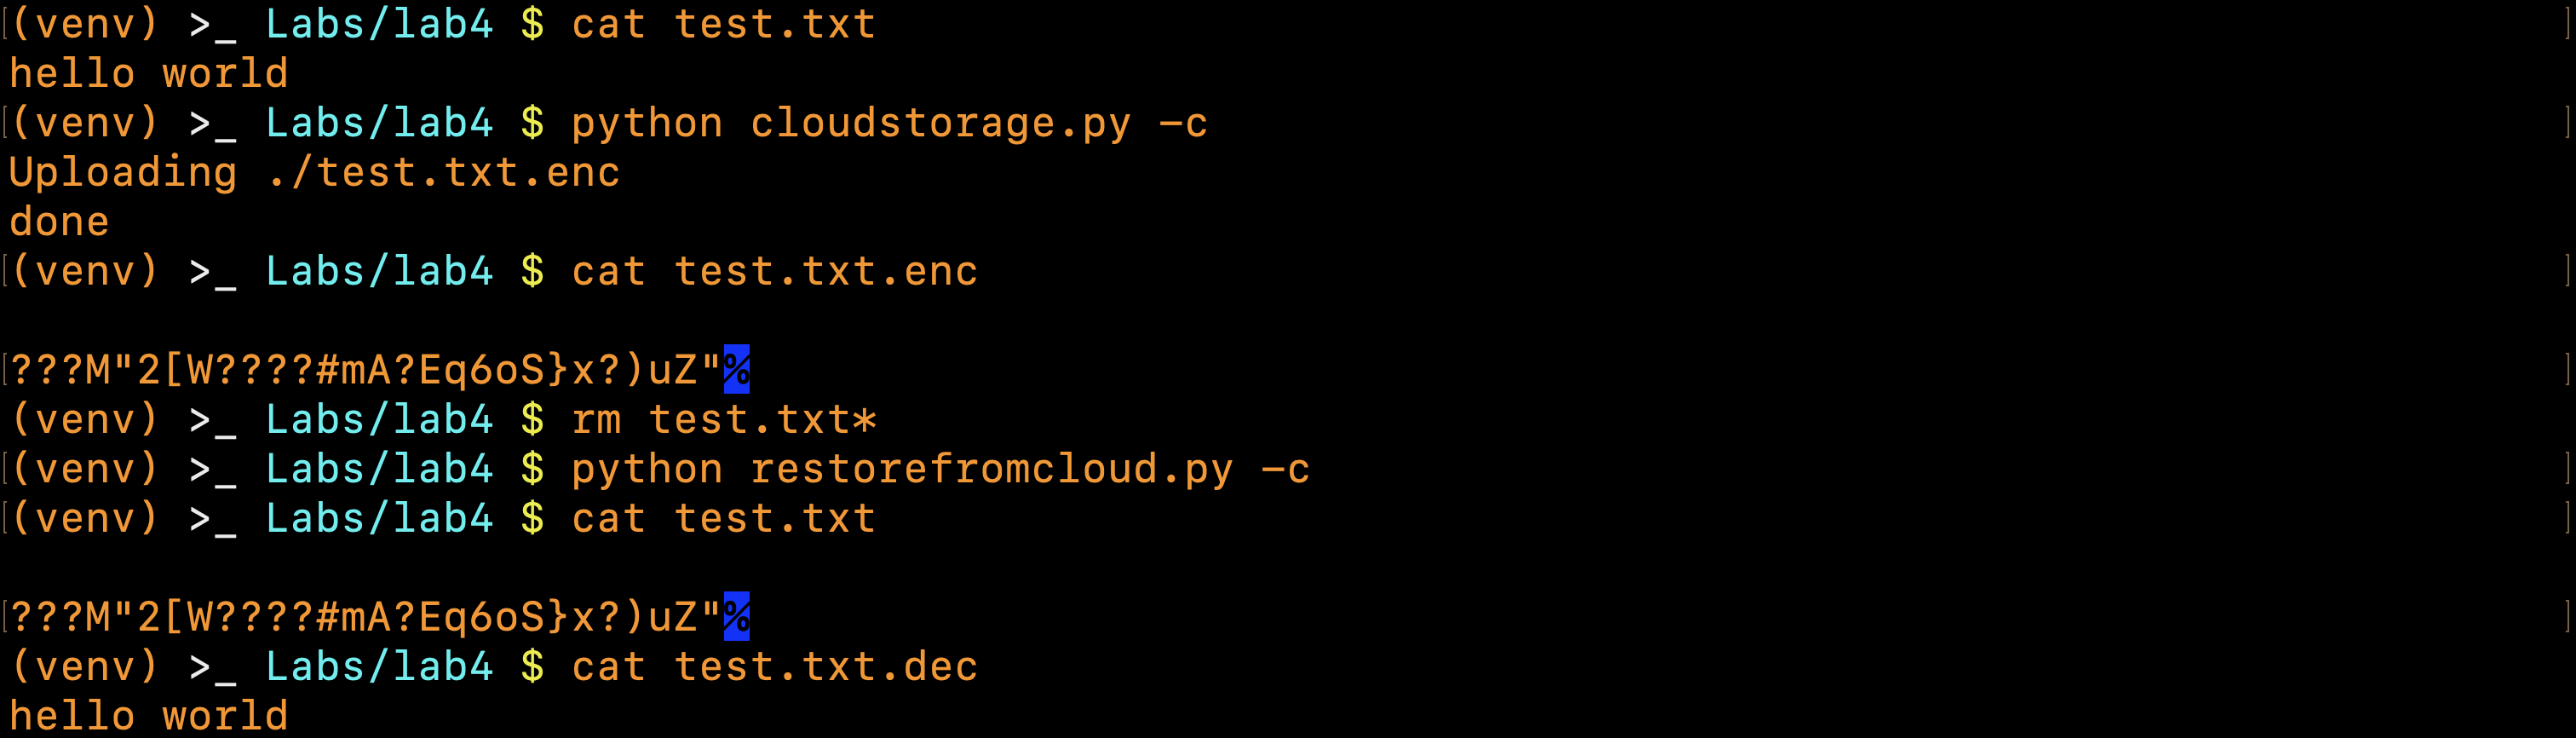 [(venv) >_ Labs/lab4 $ cat test.txt ]
hello world
[(venv) >_ Labs/lab4 $ python cloudstorage.py -c ]
Uploading ./test.txt.enc
done
[(venv) >_ Labs/lab4 $ cat test.txt.enc ]
[???M"2[W????#mA?Eq6oS}x?)uZ"% ]
(venv) >_ Labs/lab4 $ rm test.txt*
[(venv) >_ Labs/lab4 $ python restorefromcloud.py -c ]
[(venv) >_ Labs/lab4 $ cat test.txt ]
[???M"2[W????#mA?Eq6oS}x?)uZ"% ]
(venv) >_ Labs/lab4 $ cat test.txt.dec
hello world